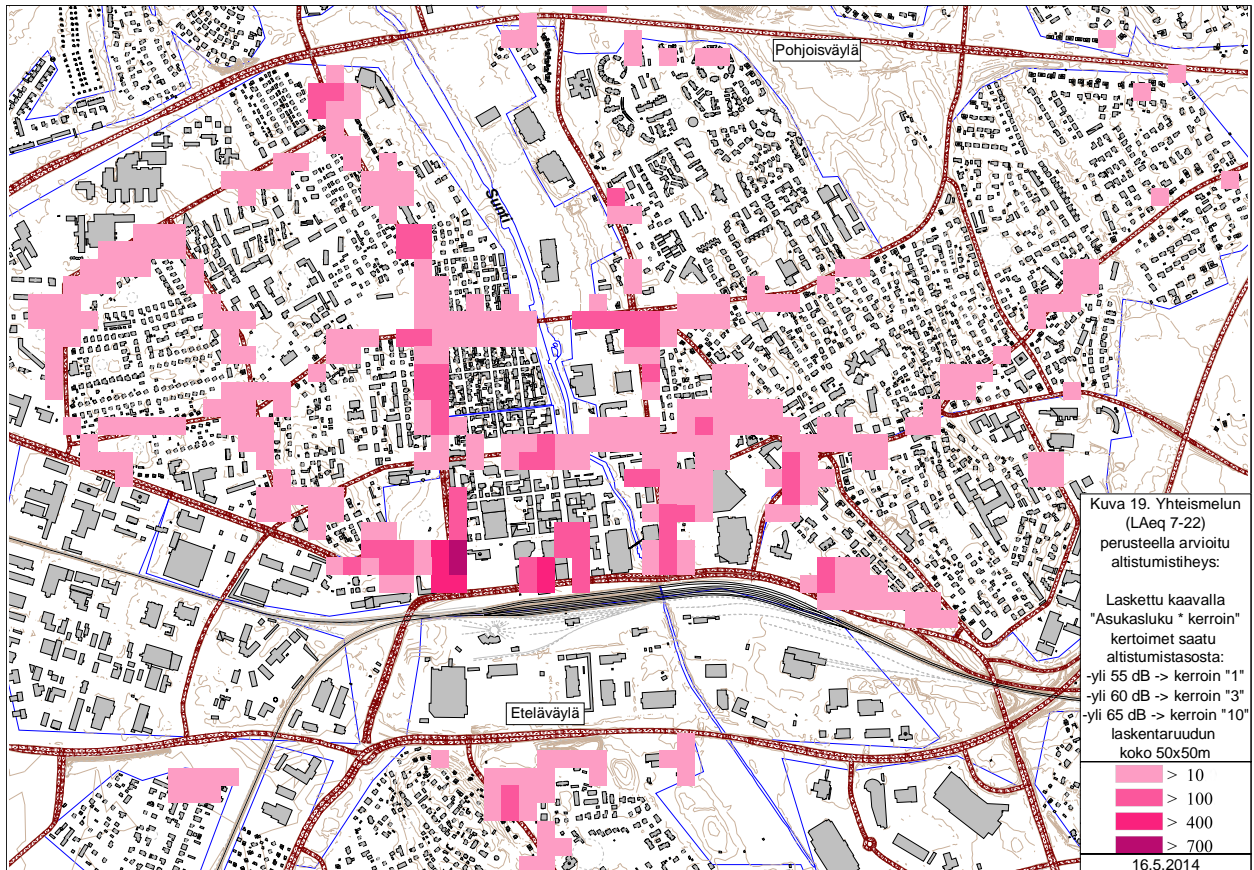 Pohjoisväylä
Sunti
Eteläväylä
Kuva 19. Yhteismelun
(LAeq 7-22)
perusteella arvioitu
altistumistiheys:
Laskettu kaavalla
"Asukasluku * kerroin"
kertoimet saatu
altistumistasosta:
-yli 55 dB -> kerroin "1"
-yli 60 dB -> kerroin "3"
-yli 65 dB -> kerroin "10"
laskentaruudun
koko 50x50m
> 10
> 100
> 400
> 700
16.5.2014